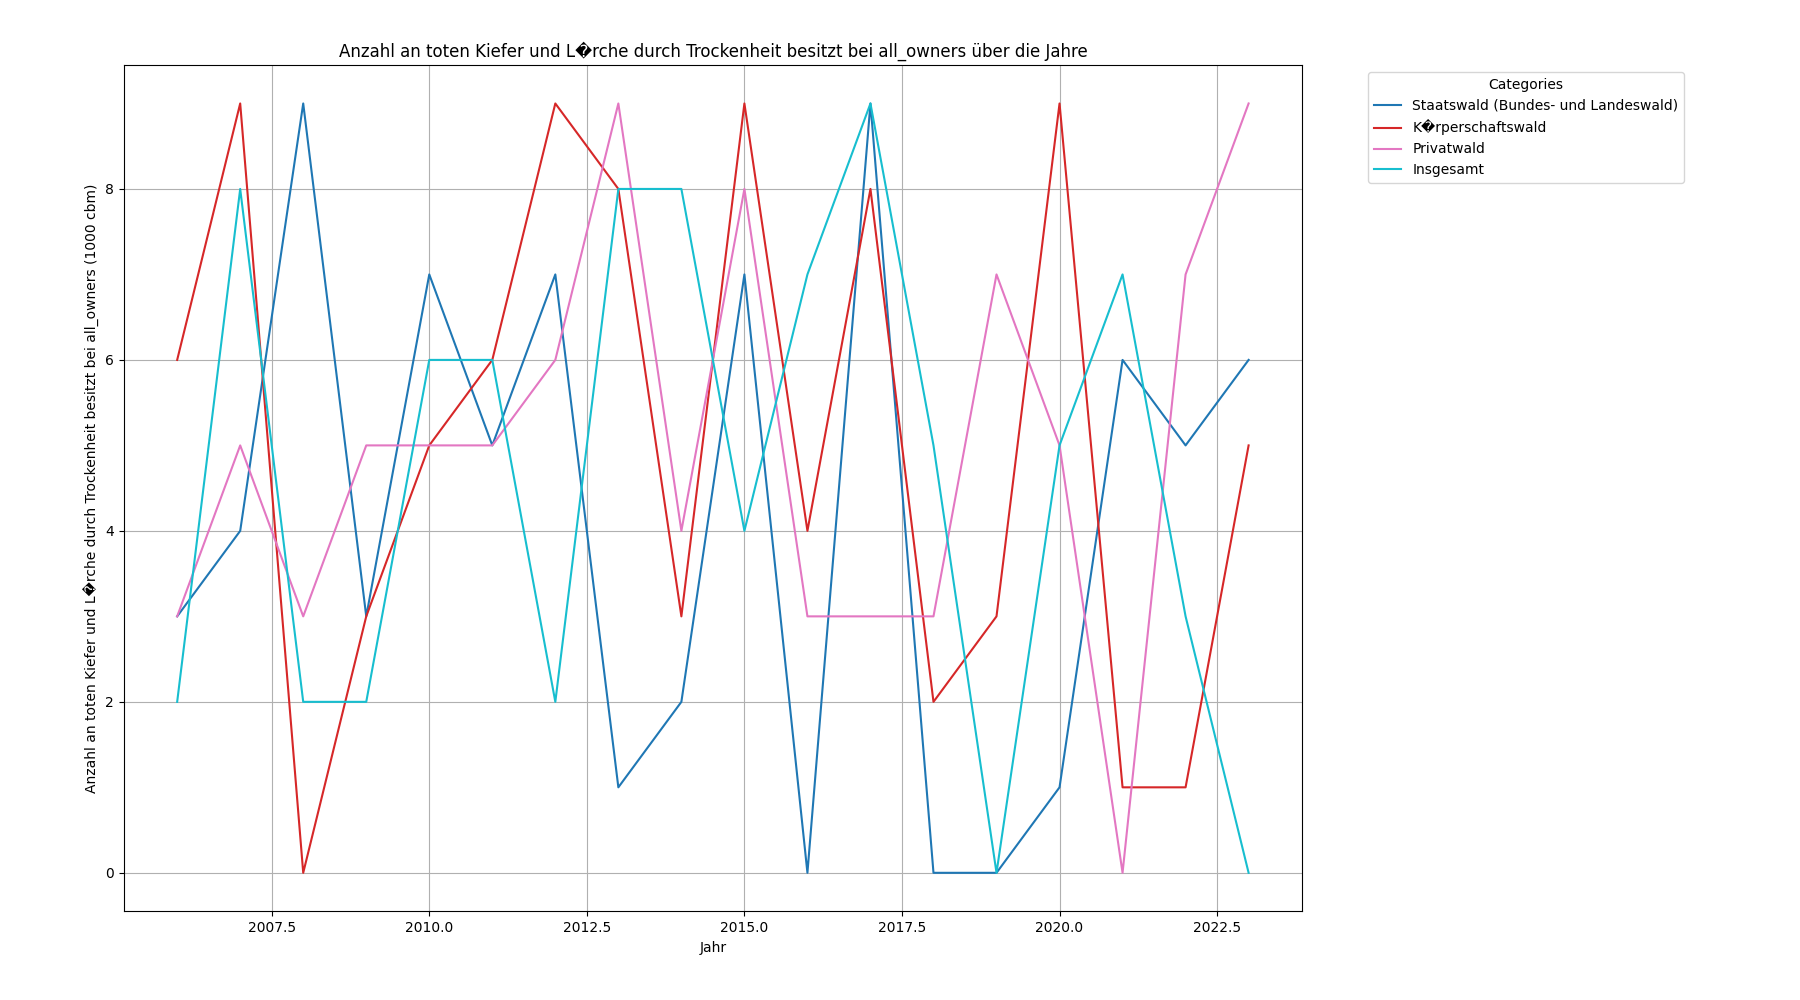 Anzahl an toten Kiefer und L�rche durch Trockenheit besitzt bei all_owners über die Jahre
Categories
Staatswald (Bundes- und Landeswald)
K�rperschaftswald
Privatwald
Insgesamt
Anzahl an toten Kiefer und L�rche durch Trockenheit besitzt bei all_owners (1000 cbm)
8
6
4
2
0
2007.5 2010.0 2012.5 2015.0 2017.5 2020.0 2022.5
Jahr